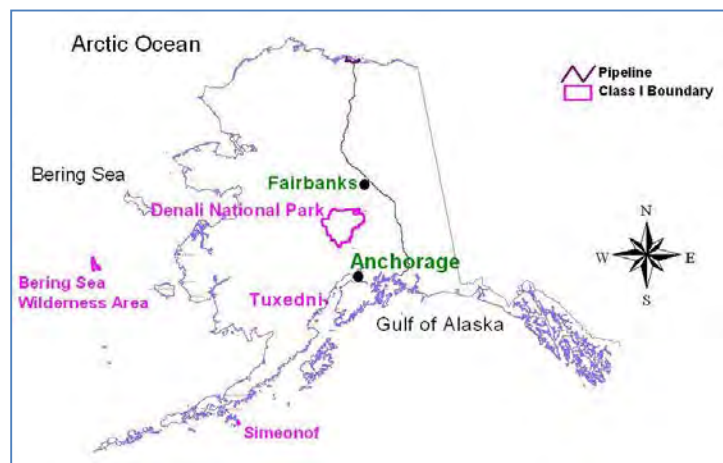 Arctic Ocean
Pipeline
Class I Boundary
Bering Sea
Fairbanks
Denali National Park
N
W
E
S
Bering Sea
Wilderness Area
Anchorage
Tuxedni
Gulf of Alaska
Simeonof